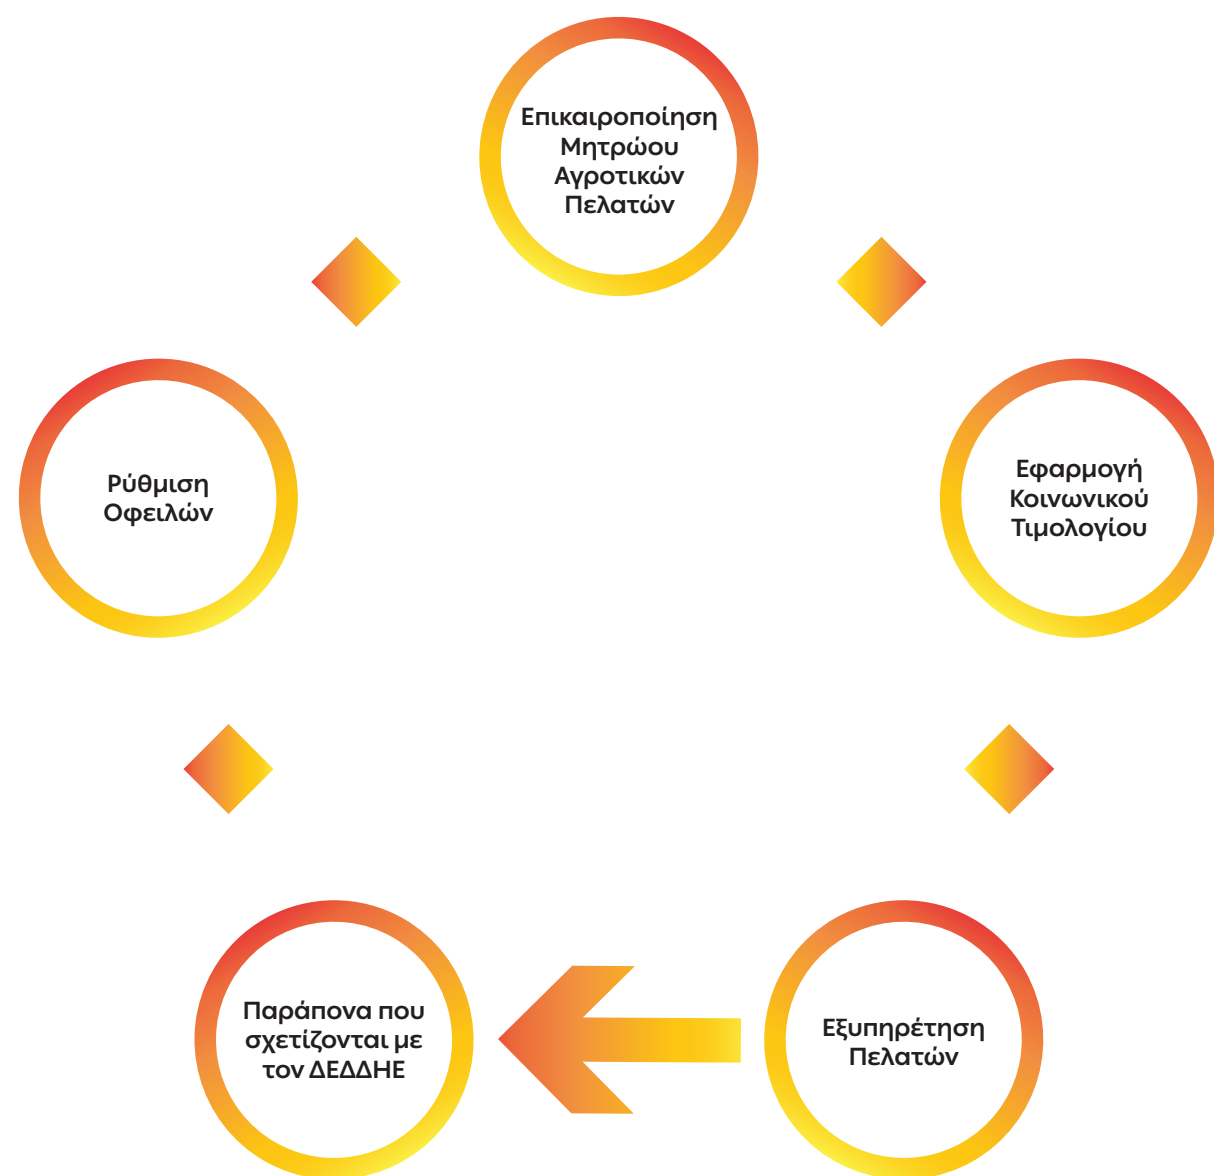 Επικαιροποίηση
Μητρώου
Αγροτικών
Πελατών
Ρύθμιση
Οφειλών
Εφαρμογή
Κοινωνικού
Τιμολογίου
Παράπονα που
σχετίζονται με
τον ΔΕΔΔΗΕ
Εξυπηρέτηση
Πελατών